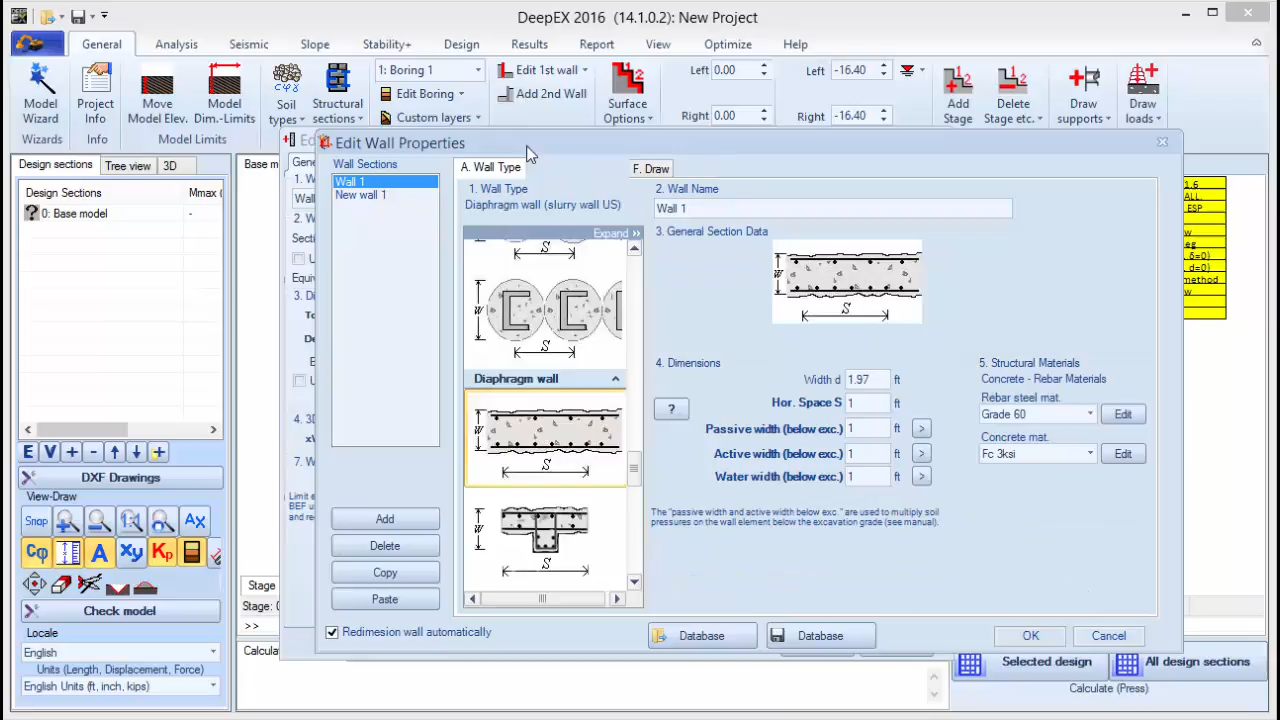 DeepEX 2016 (14.1.0.2): New Project
General
Analysis
Seismic
Slope
Stability+
Design
Results
Report
View
Optimize
Help
Model Wizard
Project Info
Move Model Elev.
Model Dim.-Limits
Soil types
Structural sections
1: Boring 1
Edit Boring
Custom layers
Edit 1st wall
Add 2nd Wall
Surface Options
Left 0.00
Right 0.00
Left -16.40
Right -16.40
Add Stage
Delete Stage etc.
Draw supports
Draw loads
Wizards
Info
Model Limits
Design sections
Tree view
3D
Design Sections
Mmax
0: Base model
-
E V + - ↑ ↓ +
DXF Drawings
View-Draw
Snap
Cφ
A
Xy
Kp
Check model
Locale
English
Units (Length, Displacement, Force)
English Units (ft, inch, kips)
Base m
Stage
Stage: 0
>>
Calcula
Edit Wall Properties
Wall Sections
Wall 1
New wall 1
Add
Delete
Copy
Paste
Redimesion wall automatically
A. Wall Type
F. Draw
1. Wall Type
Diaphragm wall (slurry wall US)
Expand >>
S
W
S
Diaphragm wall
W
S
W
S
2. Wall Name
Wall 1
3. General Section Data
W
S
4. Dimensions
?
Width d 1.97 ft
Hor. Space S 1 ft
Passive width (below exc.) 1 ft >
Active width (below exc.) 1 ft >
Water width (below exc.) 1 ft >
The "passive width and active width below exc." are used to multiply soil
pressures on the wall element below the excavation grade (see manual).
5. Structural Materials
Concrete - Rebar Materials
Rebar steel mat.
Grade 60
Edit
Concrete mat.
Fc 3ksi
Edit
Database
Database
OK
Cancel
Selected design
All design sections
Calculate (Press)